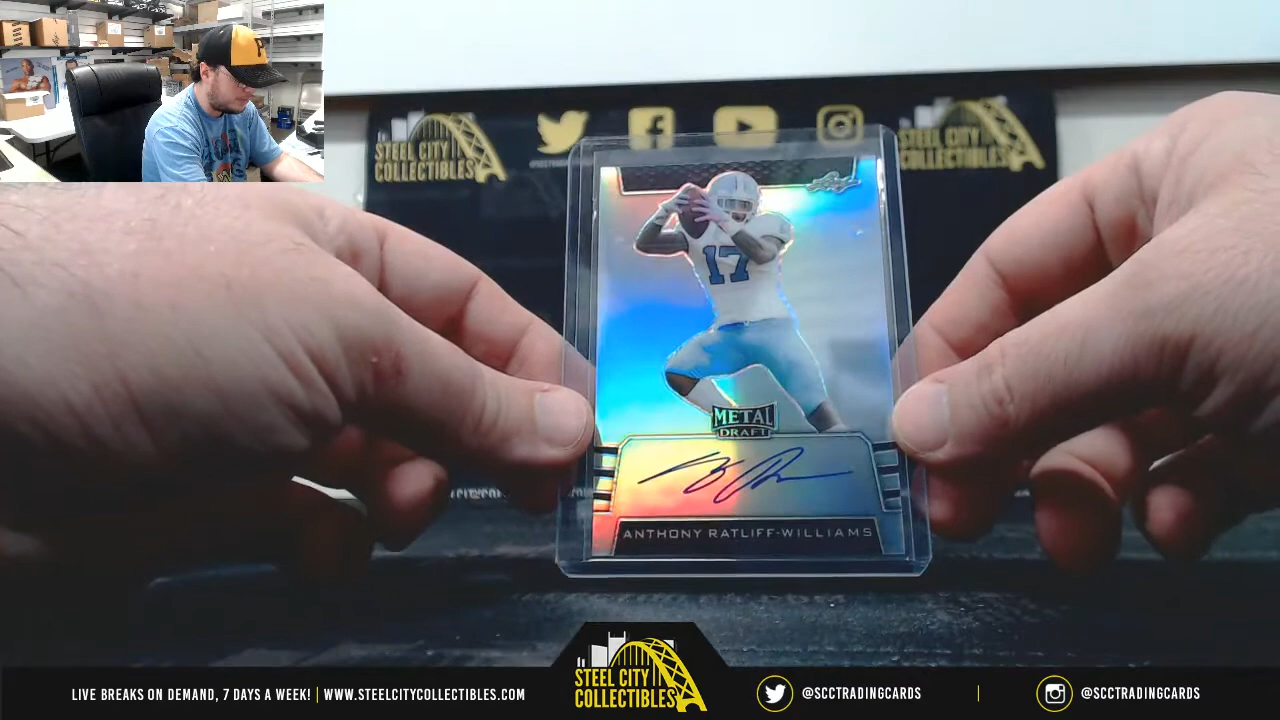 P
STEEL CITY
COLLECTIBLES
STEEL CITY
COLLECTIBLES
17
METAL
DRAFT
ANTHONY RATLIFF-WILLIAMS
LIVE BREAKS ON DEMAND, 7 DAYS A WEEK! | WWW.STEELCITYCOLLECTIBLES.COM
STEEL CITY
COLLECTIBLES
@SCCTRADINGCARDS
@SCCTRADINGCARDS